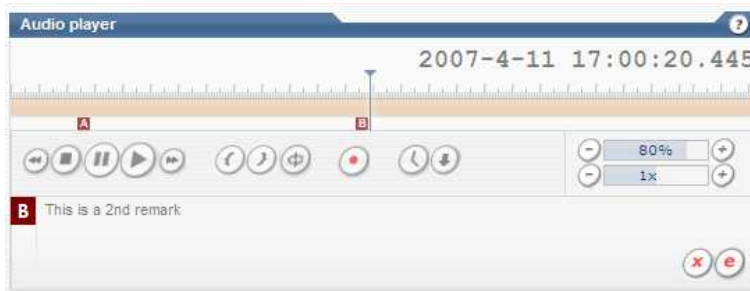 Audio player
?
2007-4-11 17:00:20.445
A B
80%
1x
B This is a 2nd remark
x e